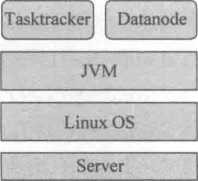 Tasktracker Datanode
JVM
Linux OS
Server